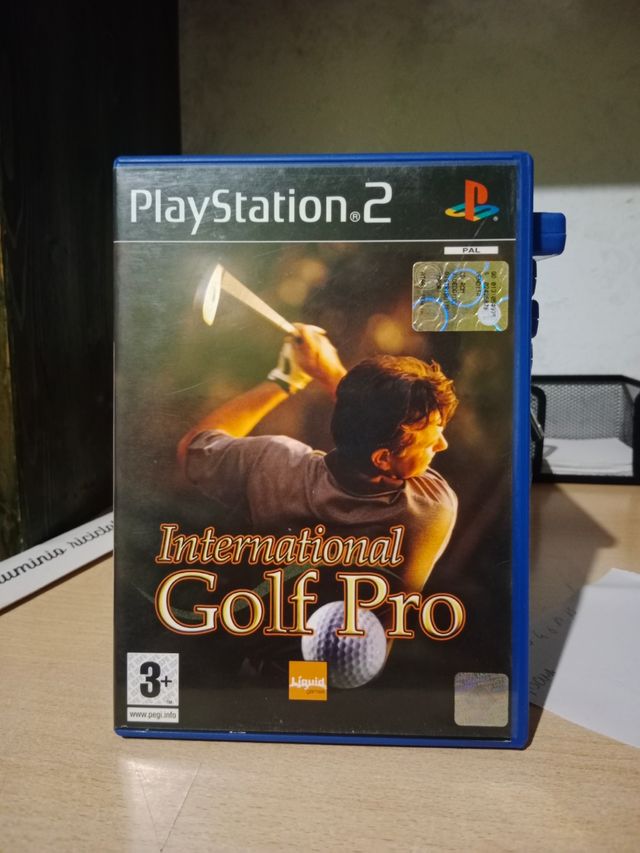 PlayStation®2
PAL
International
Golf Pro
Liquid
games
3+
www.pegi.info